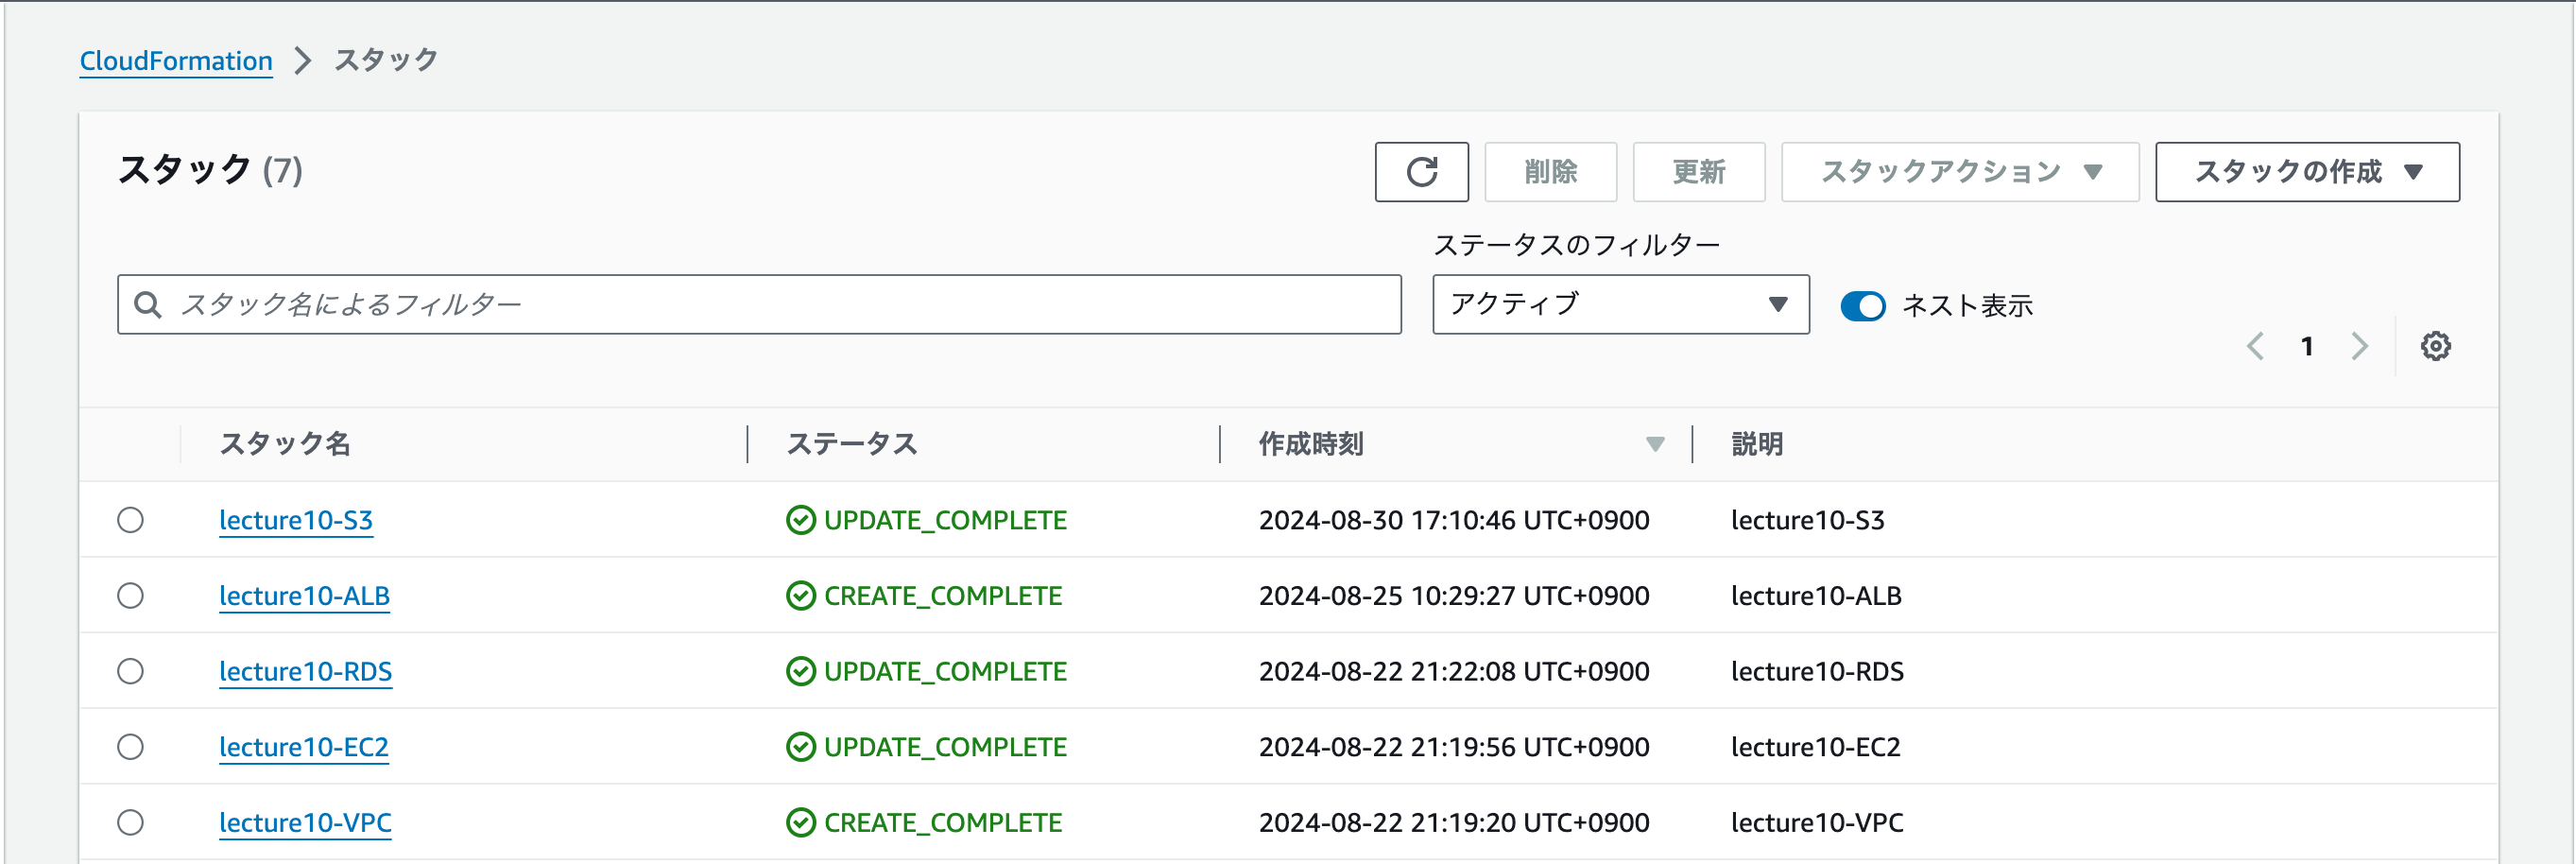 CloudFormation > スタック
スタック (7)
削除 更新 スタックアクション スタックの作成
ステータスのフィルター
スタック名によるフィルター アクティブ ネスト表示
1
スタック名 ステータス 作成時刻 説明
lecture10-S3 UPDATE_COMPLETE 2024-08-30 17:10:46 UTC+0900 lecture10-S3
lecture10-ALB CREATE_COMPLETE 2024-08-25 10:29:27 UTC+0900 lecture10-ALB
lecture10-RDS UPDATE_COMPLETE 2024-08-22 21:22:08 UTC+0900 lecture10-RDS
lecture10-EC2 UPDATE_COMPLETE 2024-08-22 21:19:56 UTC+0900 lecture10-EC2
lecture10-VPC CREATE_COMPLETE 2024-08-22 21:19:20 UTC+0900 lecture10-VPC